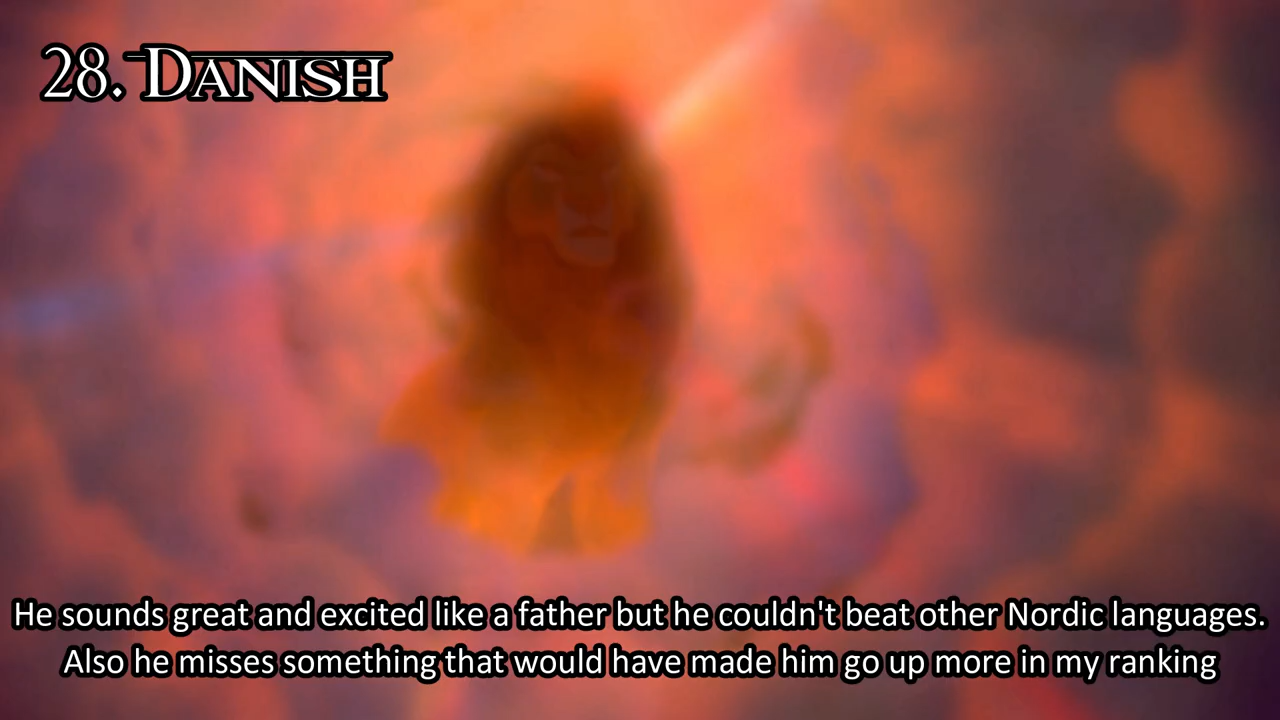 28. Danish
He sounds great and excited like a father but he couldn't beat other Nordic languages.
Also he misses something that would have made him go up more in my ranking